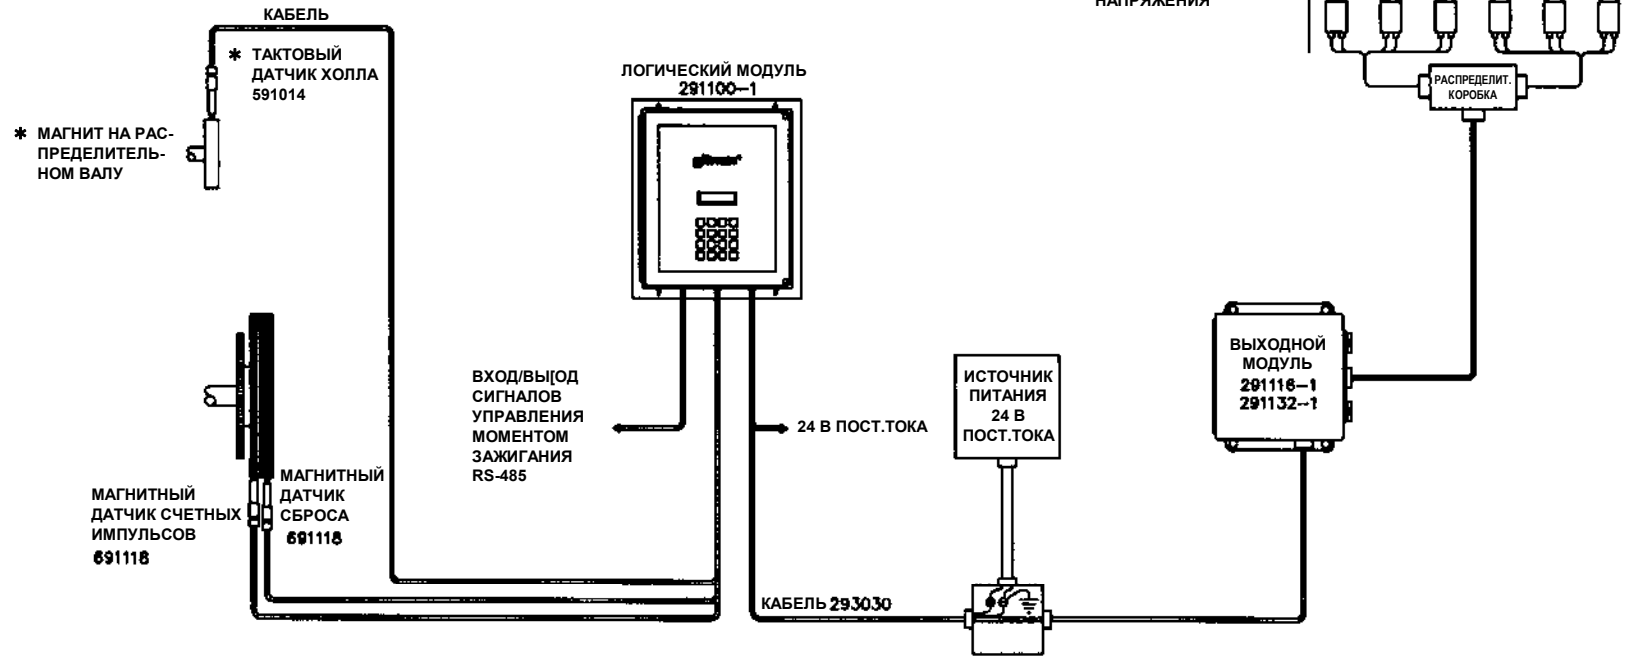 КАБЕЛЬ
НАПРЯЖЕНИЯ
* ТАКТОВЫЙ
ДАТЧИК ХОЛЛА
591014
* МАГНИТ НА РАС-
ПРЕДЕЛИТЕЛЬ-
НОМ ВАЛУ
ЛОГИЧЕСКИЙ МОДУЛЬ
291100-1
РАСПРЕДЕЛИТ.
КОРОБКА
ВЫХОДНОЙ
МОДУЛЬ
291116-1
291132-1
ВХОД/ВЫ[ОД
СИГНАЛОВ
УПРАВЛЕНИЯ
МОМЕНТОМ
ЗАЖИГАНИЯ
RS-485
24 В ПОСТ.ТОКА
ИСТОЧНИК
ПИТАНИЯ
24 В
ПОСТ.ТОКА
МАГНИТНЫЙ
ДАТЧИК СЧЕТНЫХ
ИМПУЛЬСОВ
691118
МАГНИТНЫЙ
ДАТЧИК
СБРОСА
691118
КАБЕЛЬ 293030